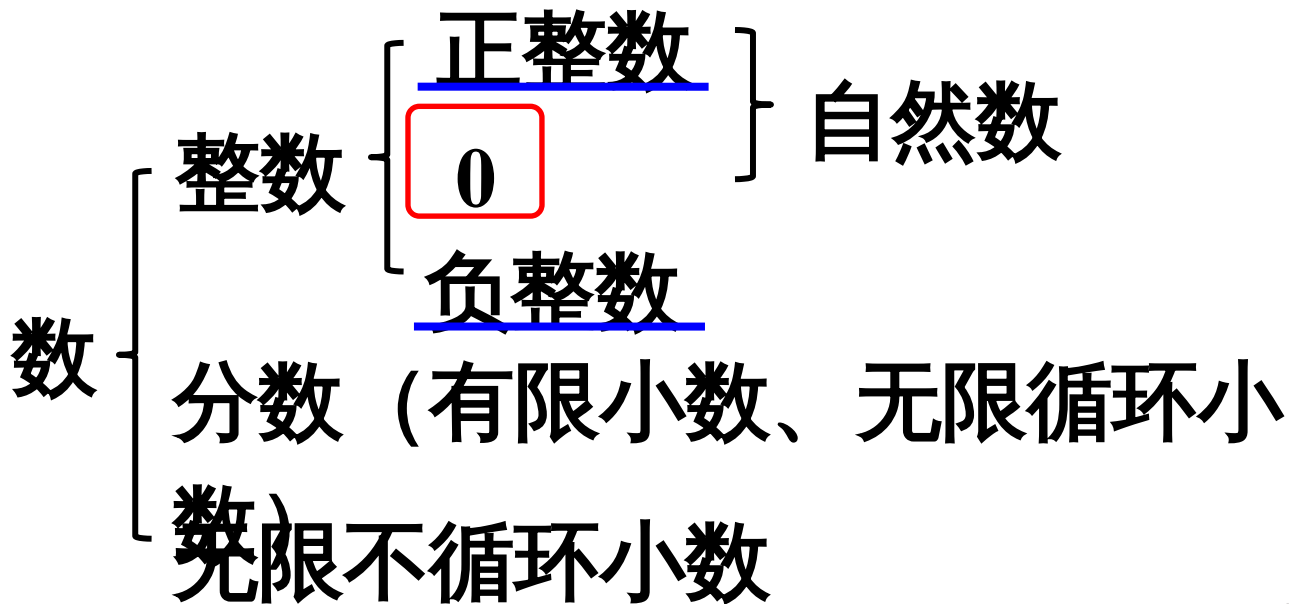 正整数
自然数
0
整数
负整数
数
分数（有限小数、无限循环小
数）
无限不循环小数